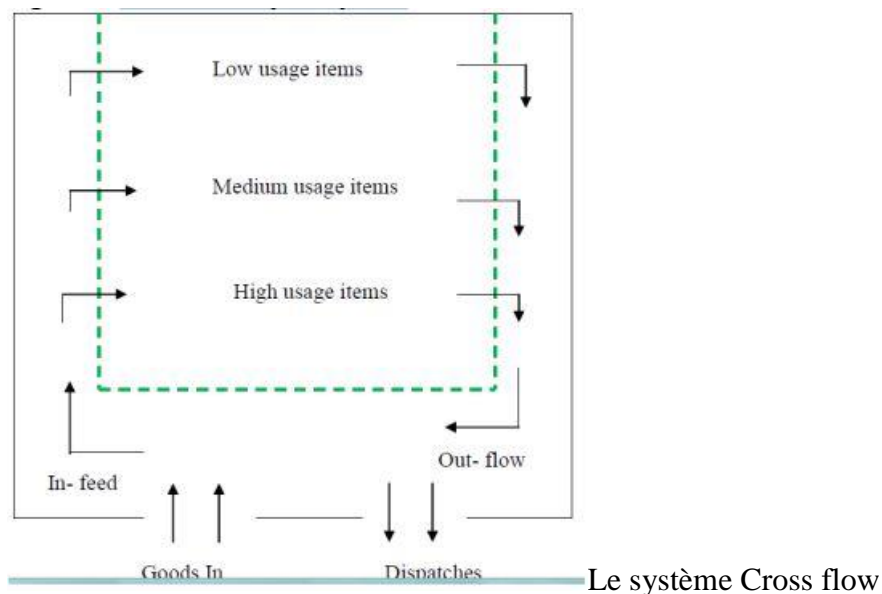 Low usage items
Medium usage items
High usage items
Out- flow
In- feed
Goods In
Dispatches
Le système Cross flow